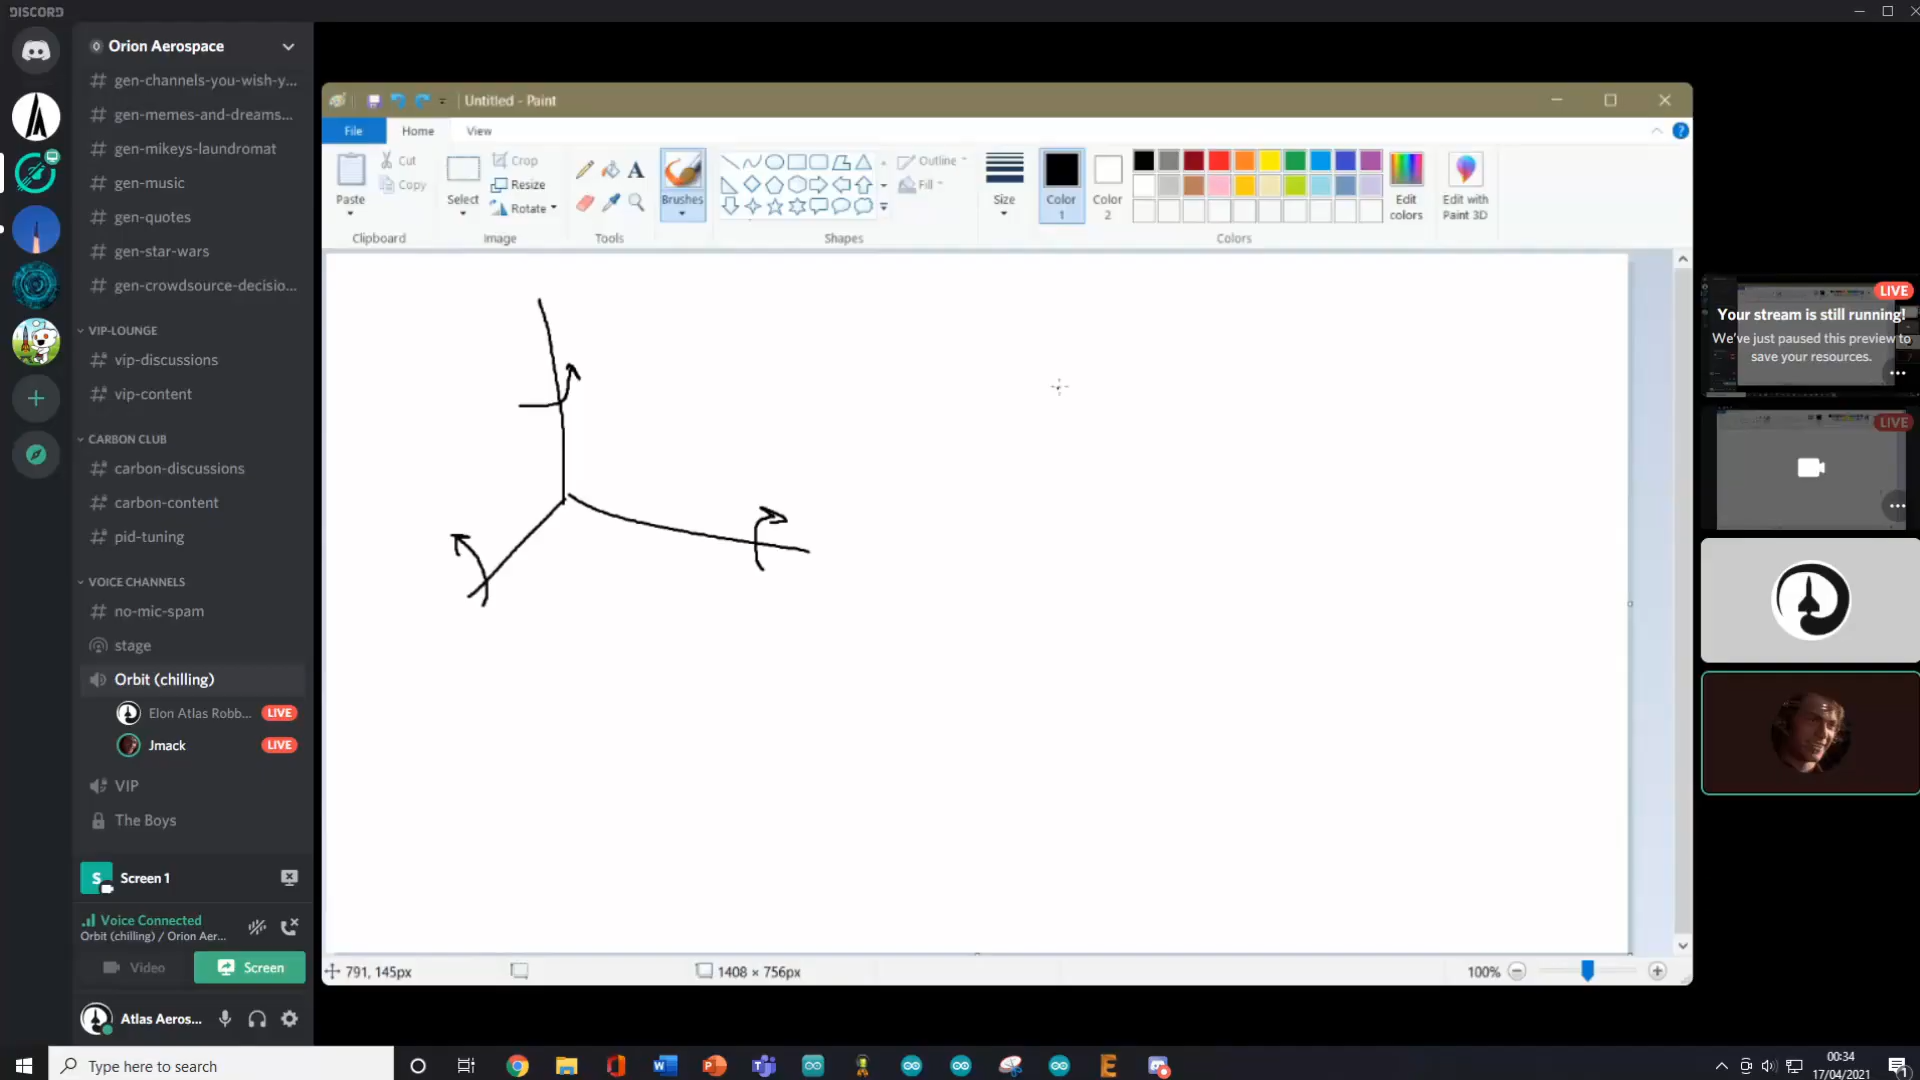 DISCORD
Orion Aerospace
gen-channels-you-wish-y...
gen-memes-and-dreams...
gen-mikeys-laundromat
gen-music
gen-quotes
gen-star-wars
gen-crowdsource-decisio...
VIP-LOUNGE
vip-discussions
vip-content
CARBON CLUB
carbon-discussions
carbon-content
pid-tuning
VOICE CHANNELS
no-mic-spam
stage
Orbit (chilling)
Elon Atlas Robb... LIVE
Jmack LIVE
VIP
The Boys
S Screen 1
Voice Connected
Orbit (chilling) / Orion Aer...
Video Screen
Atlas Aeros...
Untitled - Paint
File Home View
Paste Cut Copy
Clipboard
Select Crop Resize Rotate
Image
A
Tools
Brushes
Outline
Fill
Shapes
Size
Color 1
Color 2
Edit colors
Edit with Paint 3D
Colors
791, 145px
1408 × 756px
100%
LIVE
Your stream is still running!
We've just paused this preview to
save your resources.
LIVE
Type here to search
00:34
17/04/2021